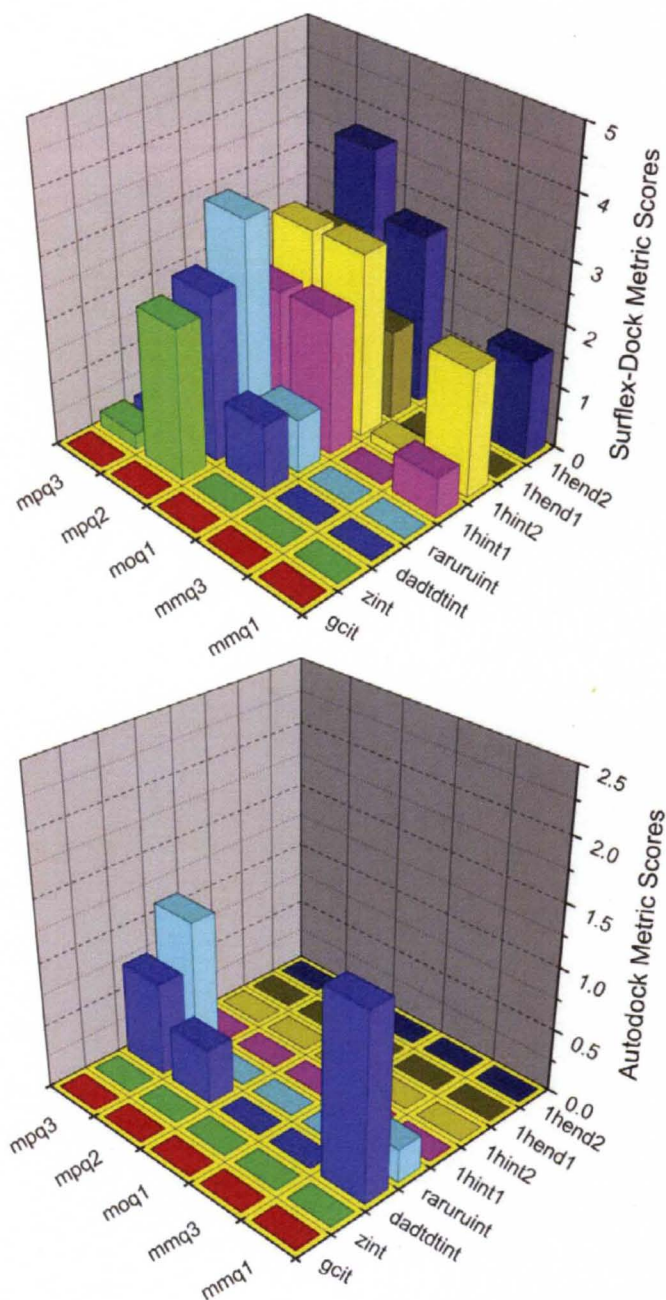 5
4
3
2
1
0
Surflex-Dock Metric Scores
mpq3
mpq2
moq1
mmq3
mmq1
gcit
zint
dadtdtint
raruruint
1hint1
1hint2
1hend1
1hend2
2.5
2.0
1.5
1.0
0.5
0.0
Autodock Metric Scores
mpq3
mpq2
moq1
mmq3
mmq1
gcit
zint
dadtdtint
raruruint
1hint1
1hint2
1hend1
1hend2